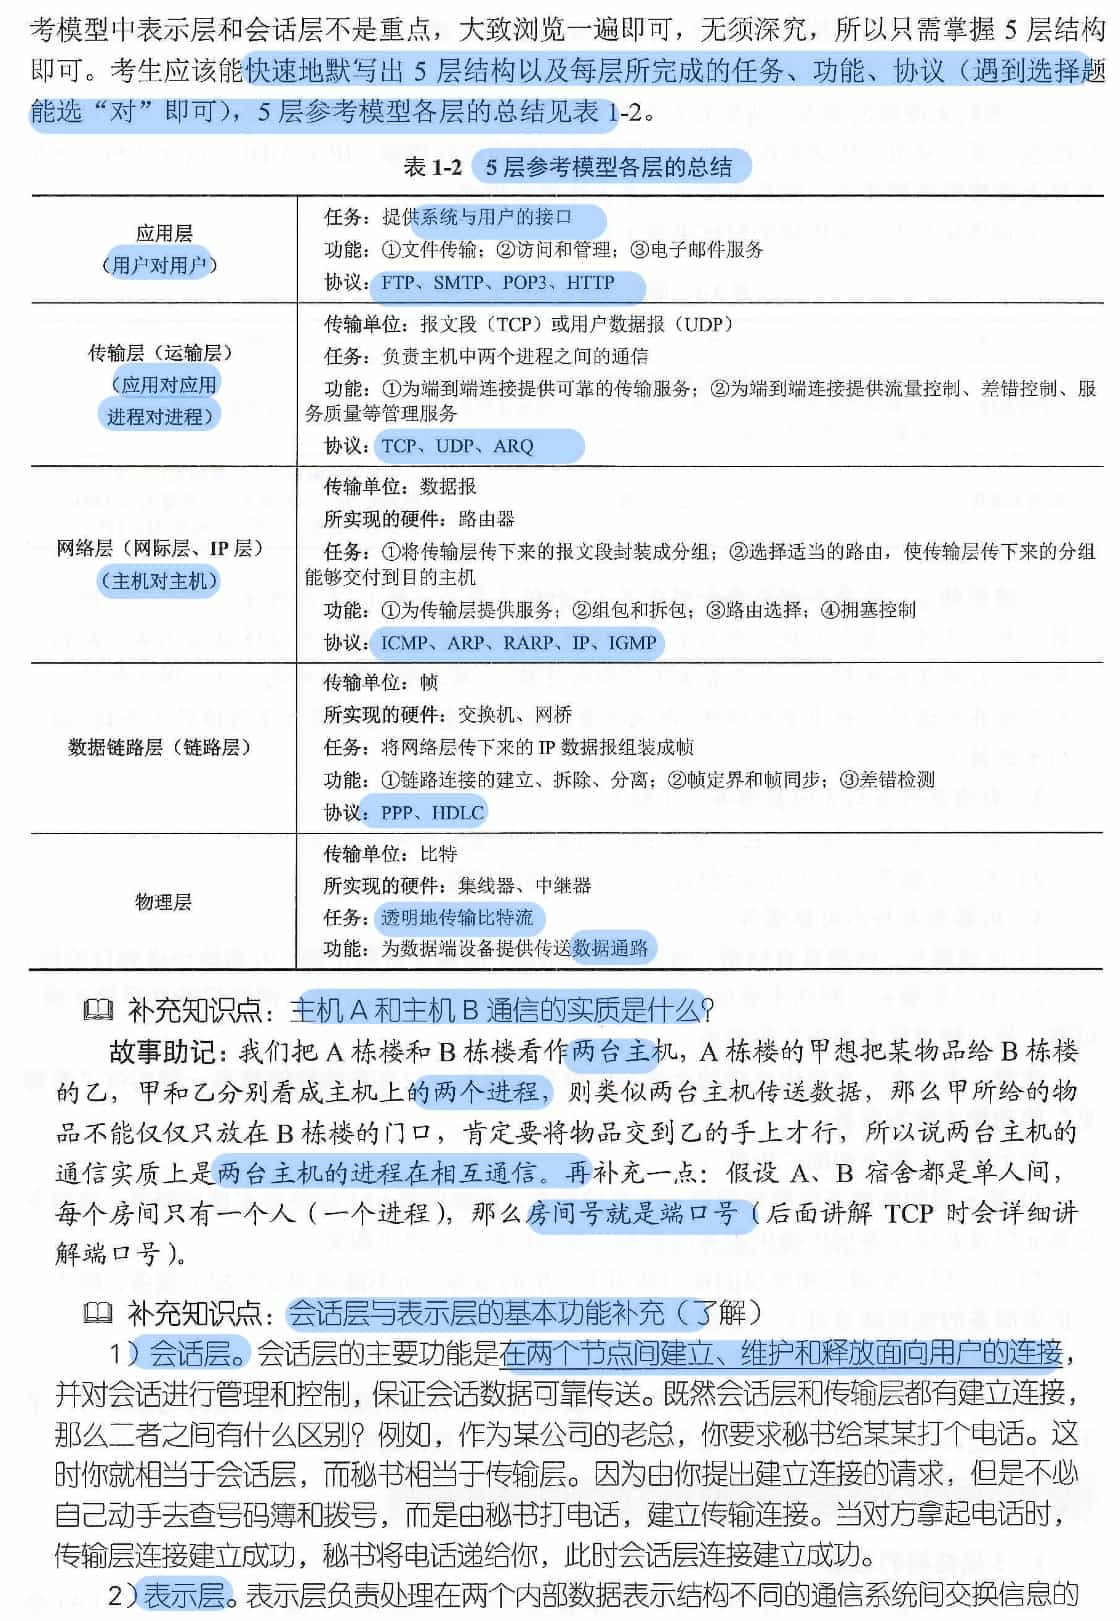 考模型中表示层和会话层不是重点，大致浏览一遍即可，无须深究，所以只需掌握 5 层结构
即可。考生应该能快速地默写出 5 层结构以及每层所完成的任务、功能、协议（遇到选择题
能选“对”即可），5 层参考模型各层的总结见表 1-2。
表 1-2 5 层参考模型各层的总结
应用层
（用户对用户）
任务：提供系统与用户的接口
功能：①文件传输；②访问和管理；③电子邮件服务
协议：FTP、SMTP、POP3、HTTP
传输层（运输层）
（应用对应用
进程对进程）
传输单位：报文段（TCP）或用户数据报（UDP）
任务：负责主机中两个进程之间的通信
功能：①为端到端连接提供可靠的传输服务；②为端到端连接提供流量控制、差错控制、服
务质量等管理服务
协议：TCP、UDP、ARQ
网络层（网际层、IP 层）
（主机对主机）
传输单位：数据报
所实现的硬件：路由器
任务：①将传输层传下来的报文段封装成分组；②选择适当的路由，使传输层传下来的分组
能够交付到目的主机
功能：①为传输层提供服务；②组包和拆包；③路由选择；④拥塞控制
协议：ICMP、ARP、RARP、IP、IGMP
数据链路层（链路层）
传输单位：帧
所实现的硬件：交换机、网桥
任务：将网络层传下来的 IP 数据报组装成帧
功能：①链路连接的建立、拆除、分离；②帧定界和帧同步；③差错检测
协议：PPP、HDLC
物理层
传输单位：比特
所实现的硬件：集线器、中继器
任务：透明地传输比特流
功能：为数据端设备提供传送数据通路
补充知识点：主机 A 和主机 B 通信的实质是什么？
故事助记：我们把 A 栋楼和 B 栋楼看作两台主机，A 栋楼的甲想把某物品给 B 栋楼
的乙，甲和乙分别看成主机上的两个进程，则类似两台主机传送数据，那么甲所给的物
品不能仅仅只放在 B 栋楼的门口，肯定要将物品交到乙的手上才行，所以说两台主机的
通信实质上是两台主机的进程在相互通信。再补充一点：假设 A、B 宿舍都是单人间，
每个房间只有一个人（一个进程），那么房间号就是端口号（后面讲解 TCP 时会详细讲
解端口号）。
补充知识点：会话层与表示层的基本功能补充（了解）
1）会话层。会话层的主要功能是在两个节点间建立、维护和释放面向用户的连接，
并对会话进行管理和控制，保证会话数据可靠传送。既然会话层和传输层都有建立连接，
那么二者之间有什么区别？例如，作为某公司的老总，你要求秘书给某某打个电话。这
时你就相当于会话层，而秘书相当于传输层。因为由你提出建立连接的请求，但是不必
自己动手去查号码簿和拨号，而是由秘书打电话，建立传输连接。当对方拿起电话时，
传输层连接建立成功，秘书将电话递给你，此时会话层连接建立成功。
2）表示层。表示层负责处理在两个内部数据表示结构不同的通信系统间交换信息的